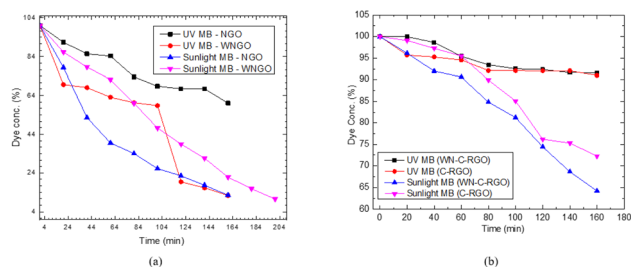 104
84
64
44
24
4
Dye Conc. (%)
UV MB - NGO
UV MB - WNGO
Sunlight MB - NGO
Sunlight MB - WNGO
4 24 44 64 84 104 124 144 164 184 204
Time (min)
(a)
105
100
95
90
85
80
75
70
65
60
Dye Conc. (%)
UV MB (WN-C-RGO)
UV MB (C-RGO)
Sunlight MB (WN-C-RGO)
Sunlight MB (C-RGO)
0 20 40 60 80 100 120 140 160 180
Time (min)
(b)